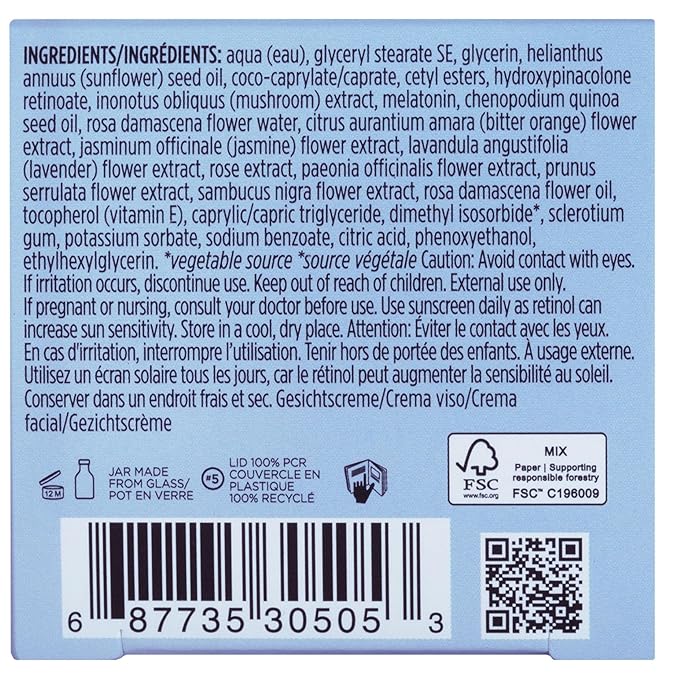 INGREDIENTS/INGRÉDIENTS: aqua (eau), glyceryl stearate SE, glycerin, helianthus
annuus (sunflower) seed oil, coco-caprylate/caprate, cetyl esters, hydroxypinacolone
retinoate, inonotus obliquus (mushroom) extract, melatonin, chenopodium quinoa
seed oil, rosa damascena flower water, citrus aurantium amara (bitter orange) flower
extract, jasminum officinale (jasmine) flower extract, lavandula angustifolia
(lavender) flower extract, rose extract, paeonia officinalis flower extract, prunus
serrulata flower extract, sambucus nigra flower extract, rosa damascena flower oil,
tocopherol (vitamin E), caprylic/capric triglyceride, dimethyl isosorbide*, sclerotium
gum, potassium sorbate, sodium benzoate, citric acid, phenoxyethanol,
ethylhexylglycerin. *vegetable source *source végétale Caution: Avoid contact with eyes.
If irritation occurs, discontinue use. Keep out of reach of children. External use only.
If pregnant or nursing, consult your doctor before use. Use sunscreen daily as retinol can
increase sun sensitivity. Store in a cool, dry place. Attention: Éviter le contact avec les yeux.
En cas d'irritation, interrompre l'utilisation. Tenir hors de portée des enfants. À usage externe.
Utilisez un écran solaire tous les jours, car le rétinol peut augmenter la sensibilité au soleil.
Conserver dans un endroit frais et sec. Gesichtscreme/Crema viso/Crema
facial/Gezichtscrème
12 M
JAR MADE
FROM GLASS/
POT EN VERRE
#5
LID 100% PCR
COUVERCLE EN
PLASTIQUE
100% RECYCLÉ
FSC
www.fsc.org
MIX
Paper | Supporting
responsible forestry
FSC™ C196009
6 87735 30505 3